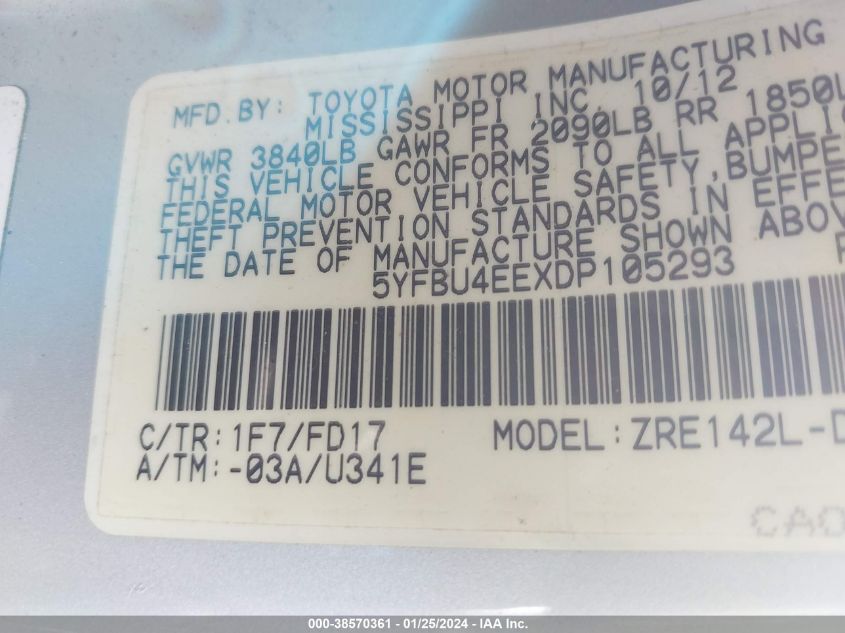 MFD.BY: TOYOTA MOTOR MANUFACTURING
MISSISSIPPI INC. 10/12
GVWR 3840LB GAWR FR 2090LB RR 1850L
THIS VEHICLE CONFORMS TO ALL APPLI
FEDERAL MOTOR VEHICLE SAFETY,BUMPE
THEFT PREVENTION STANDARDS IN EFFE
THE DATE OF MANUFACTURE SHOWN ABOV
5YFBU4EEXDP105293
C/TR:1F7/FD17 MODEL:ZRE142L-D
A/TM:-03A/U341E
CAO
000-38570361 - 01/25/2024 - IAA Inc.